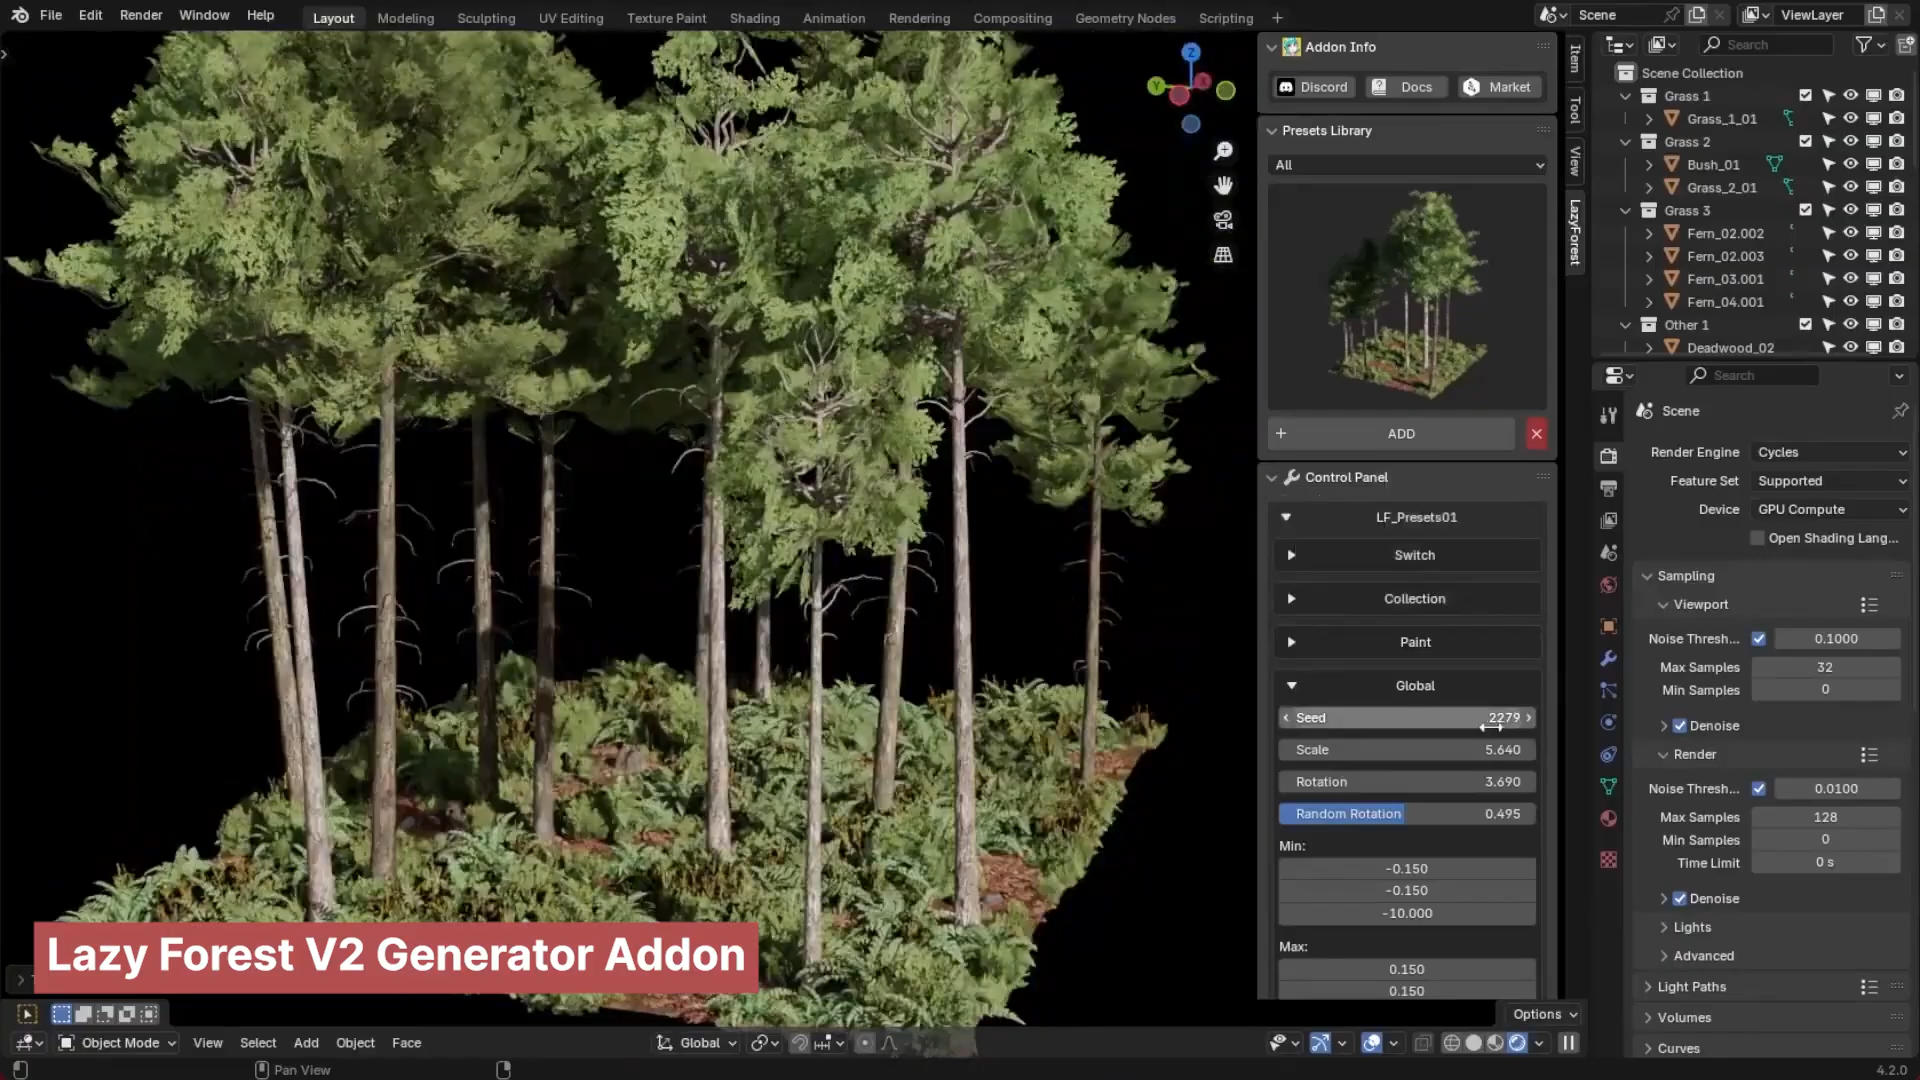 File Edit Render Window Help
Layout Modeling Sculpting UV Editing Texture Paint Shading Animation Rendering Compositing Geometry Nodes Scripting +
Scene
ViewLayer
Addon Info
Discord Docs Market
Presets Library
All
+ ADD
Control Panel
LF_Presets01
Switch
Collection
Paint
Global
Seed 2279
Scale 5.640
Rotation 3.690
Random Rotation 0.495
Min:
-0.150
-0.150
-10.000
Max:
0.150
0.150
Item
Tool
View
LazyForest
Z
Y
Search
Scene Collection
Grass 1
Grass_1_01
Grass 2
Bush_01
Grass_2_01
Grass 3
Fern_02.002
Fern_02.003
Fern_03.001
Fern_04.001
Other 1
Deadwood_02
Search
Scene
Render Engine Cycles
Feature Set Supported
Device GPU Compute
Open Shading Lang...
Sampling
Viewport
Noise Thresh... 0.1000
Max Samples 32
Min Samples 0
Denoise
Render
Noise Thresh... 0.0100
Max Samples 128
Min Samples 0
Time Limit 0 s
Denoise
Lights
Advanced
Light Paths
Volumes
Curves
Lazy Forest V2 Generator Addon
Options
Object Mode View Select Add Object Face
Global
Pan View
4.2.0